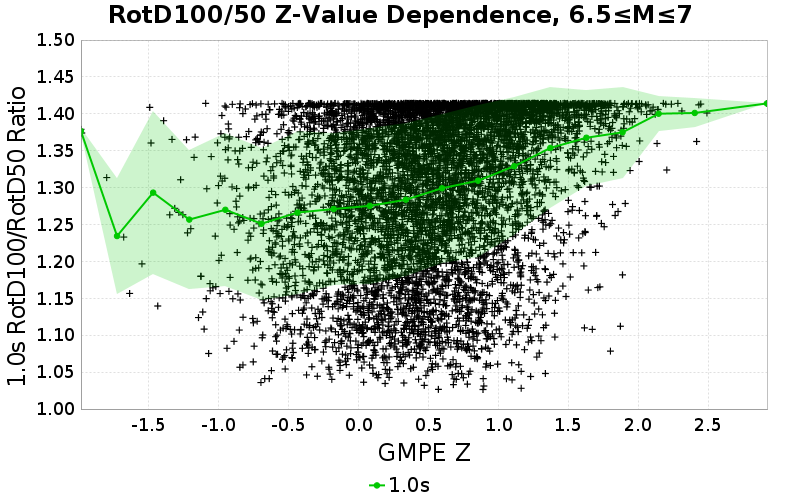 RotD100/50 Z-Value Dependence, 6.5≤M≤7
1.0s RotD100/RotD50 Ratio
1.50
1.45
1.40
1.35
1.30
1.25
1.20
1.15
1.10
1.05
1.00
-1.5 -1.0 -0.5 0.0 0.5 1.0 1.5 2.0 2.5
GMPE Z
1.0s